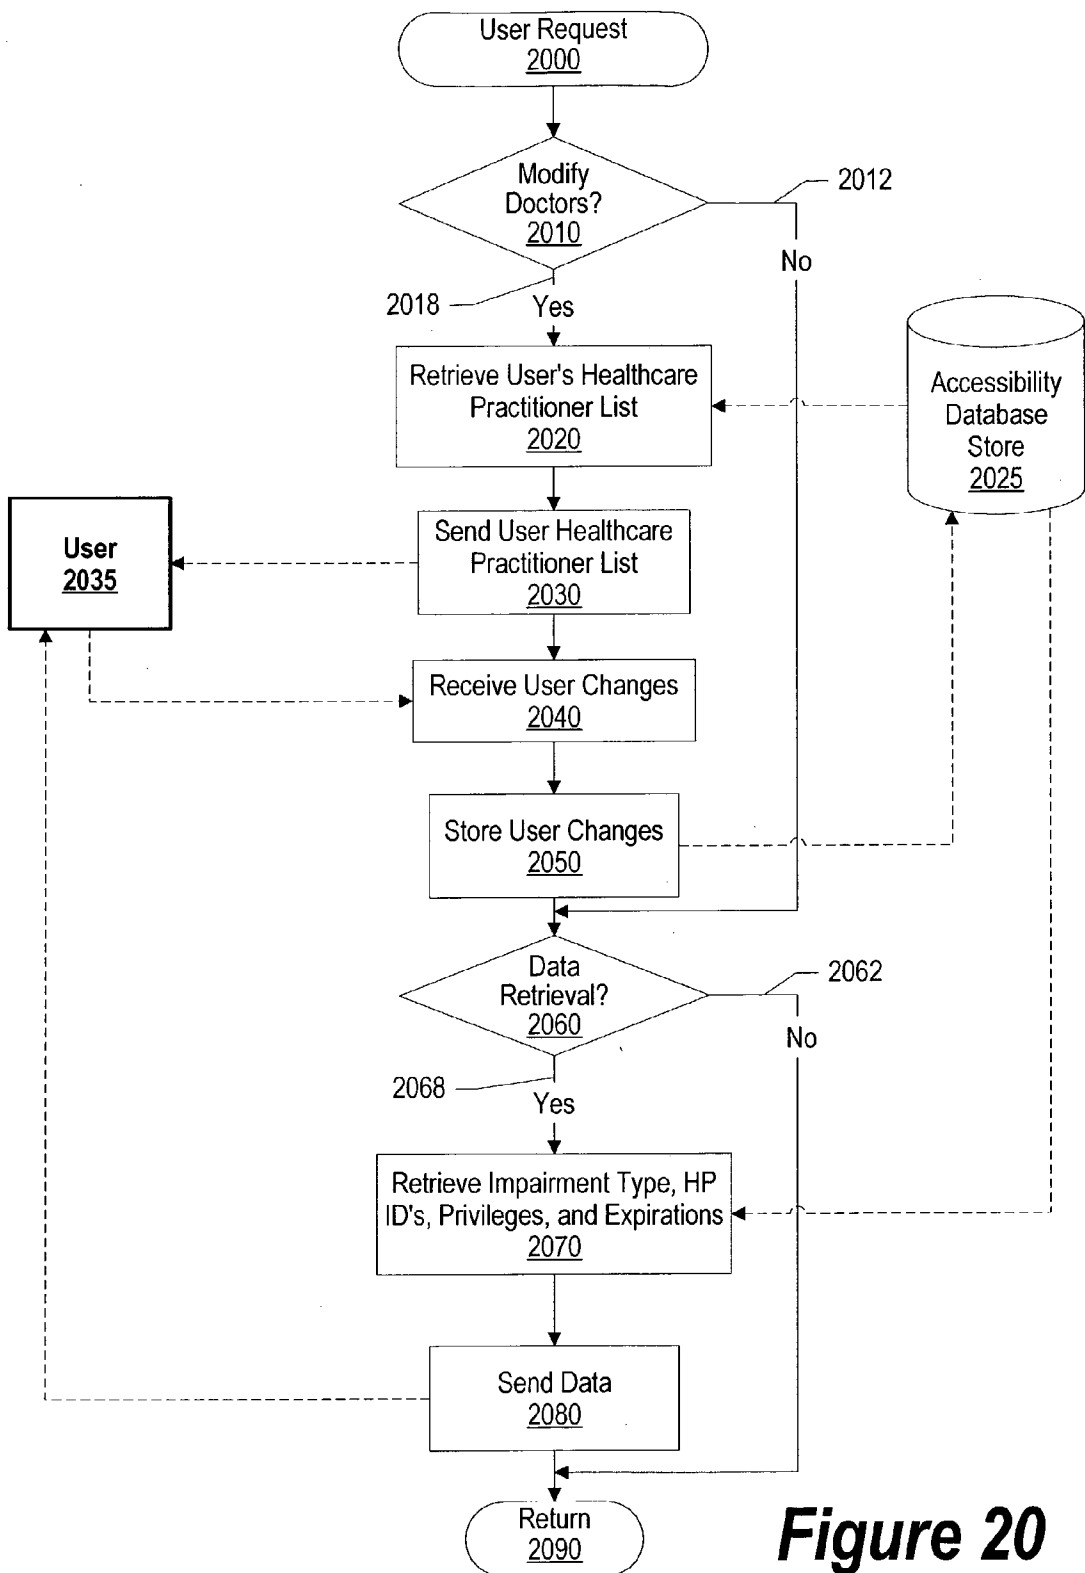 User Request
2000
Modify
Doctors?
2010
2012
No
2018
Yes
Retrieve User's Healthcare
Practitioner List
2020
Accessibility
Database
Store
2025
User
2035
Send User Healthcare
Practitioner List
2030
Receive User Changes
2040
Store User Changes
2050
Data
Retrieval?
2060
2062
No
2068
Yes
Retrieve Impairment Type, HP
ID's, Privileges, and Expirations
2070
Send Data
2080
Return
2090
Figure 20